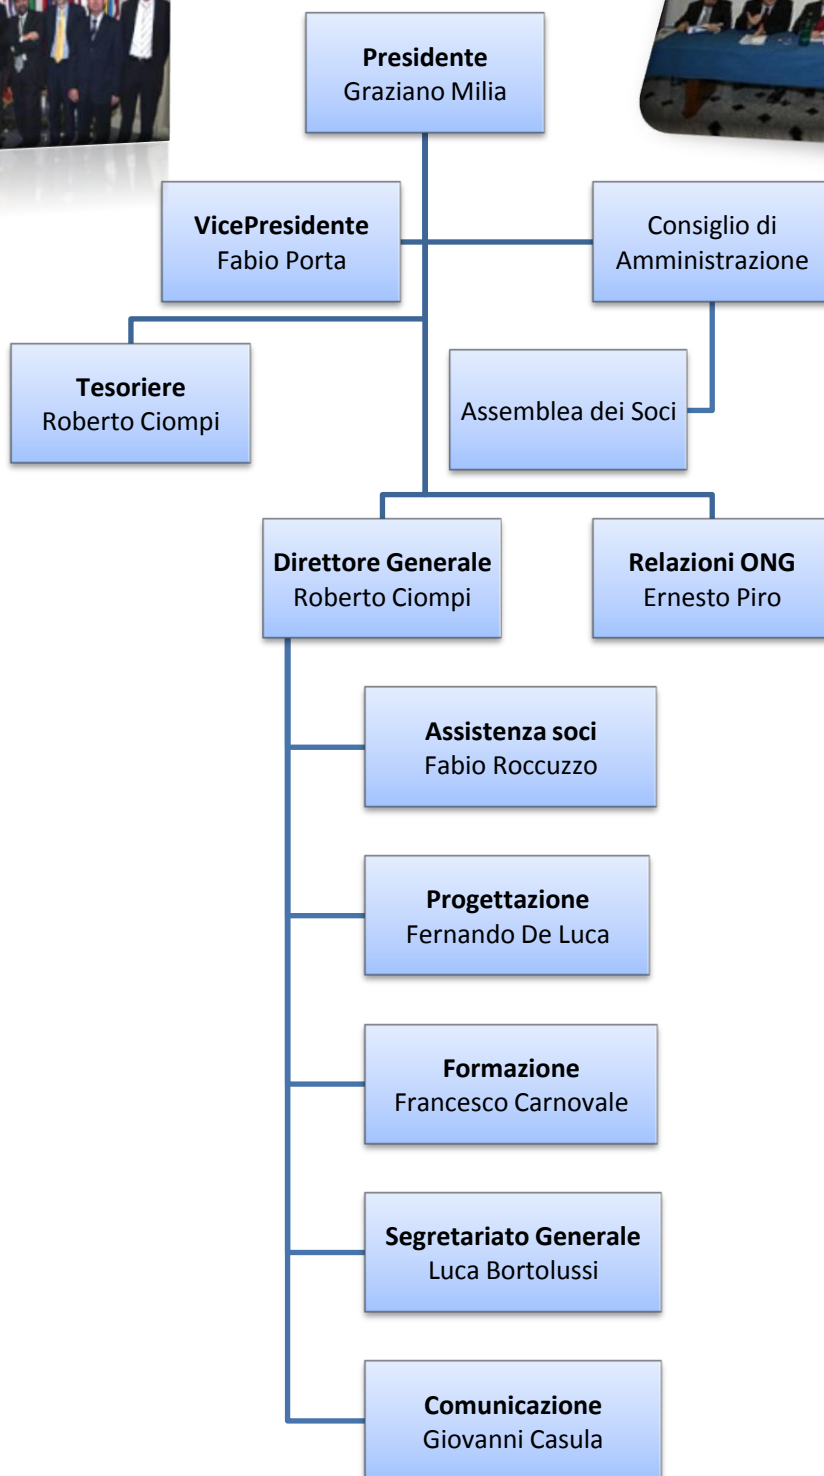 Presidente
Graziano Milia
VicePresidente
Fabio Porta
Consiglio di
Amministrazione
Tesoriere
Roberto Ciompi
Assemblea dei Soci
Direttore Generale
Roberto Ciompi
Relazioni ONG
Ernesto Piro
Assistenza soci
Fabio Roccuzzo
Progettazione
Fernando De Luca
Formazione
Francesco Carnovale
Segretariato Generale
Luca Bortolussi
Comunicazione
Giovanni Casula